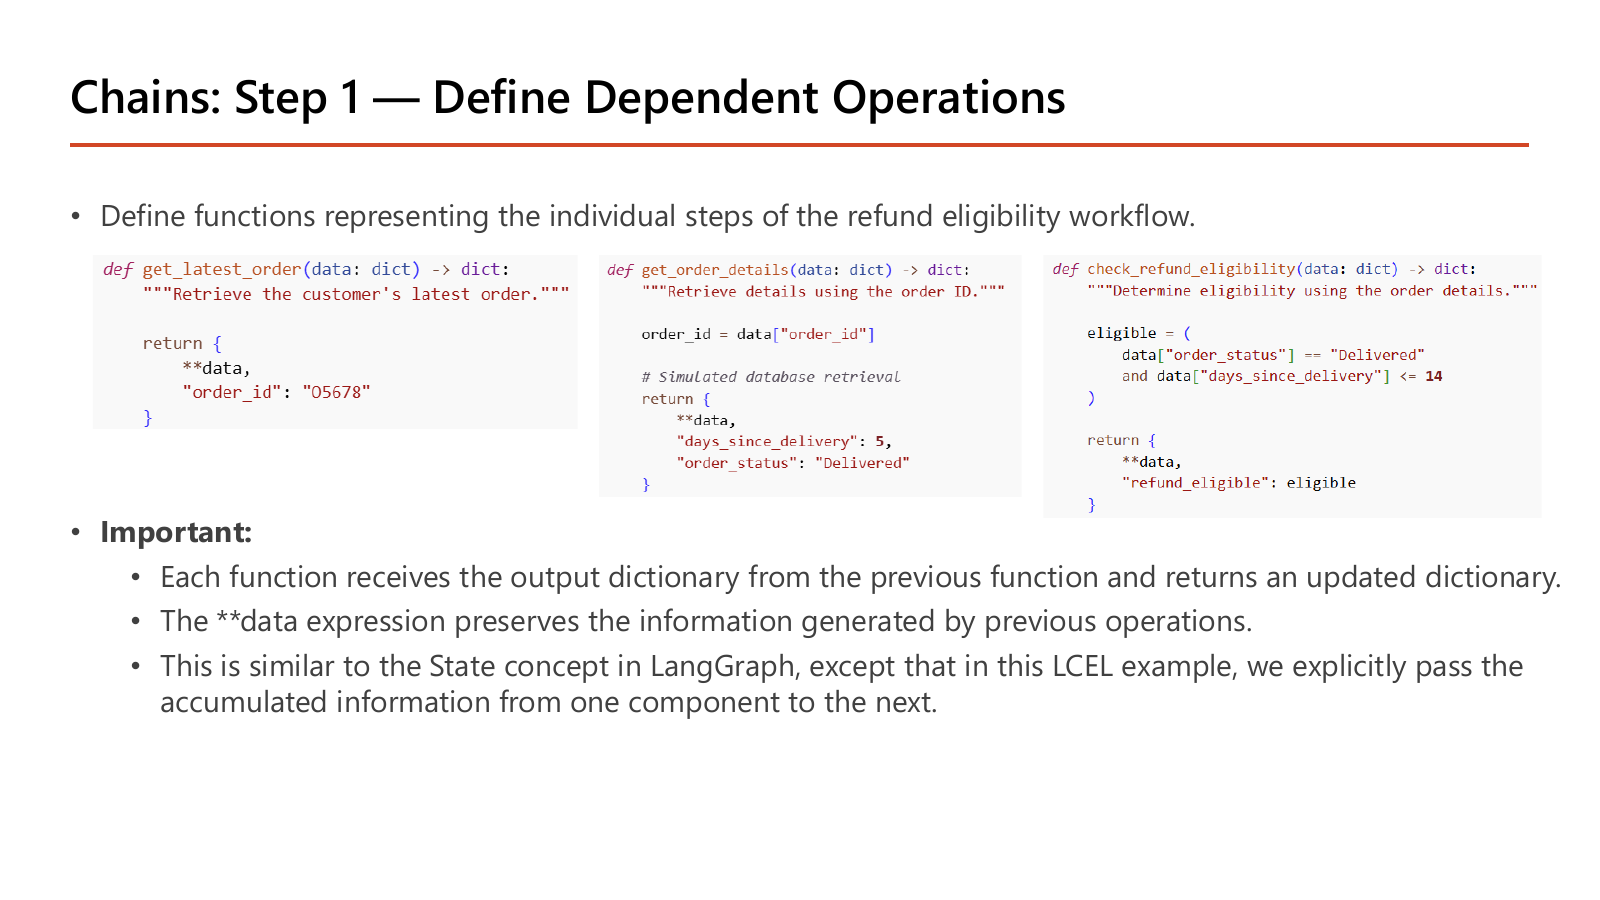 Chains: Step 1 — Define Dependent Operations
• Define functions representing the individual steps of the refund eligibility workflow.
def get_latest_order(data: dict) -> dict:
    """Retrieve the customer's latest order."""
    return {
        **data,
        "order_id": "O5678"
    }
def get_order_details(data: dict) -> dict:
    """Retrieve details using the order ID."""
    order_id = data["order_id"]
    # Simulated database retrieval
    return {
        **data,
        "days_since_delivery": 5,
        "order_status": "Delivered"
    }
def check_refund_eligibility(data: dict) -> dict:
    """Determine eligibility using the order details."""
    eligible = (
        data["order_status"] == "Delivered"
        and data["days_since_delivery"] <= 14
    )
    return {
        **data,
        "refund_eligible": eligible
    }
• Important:
• Each function receives the output dictionary from the previous function and returns an updated dictionary.
• The **data expression preserves the information generated by previous operations.
• This is similar to the State concept in LangGraph, except that in this LCEL example, we explicitly pass the
accumulated information from one component to the next.